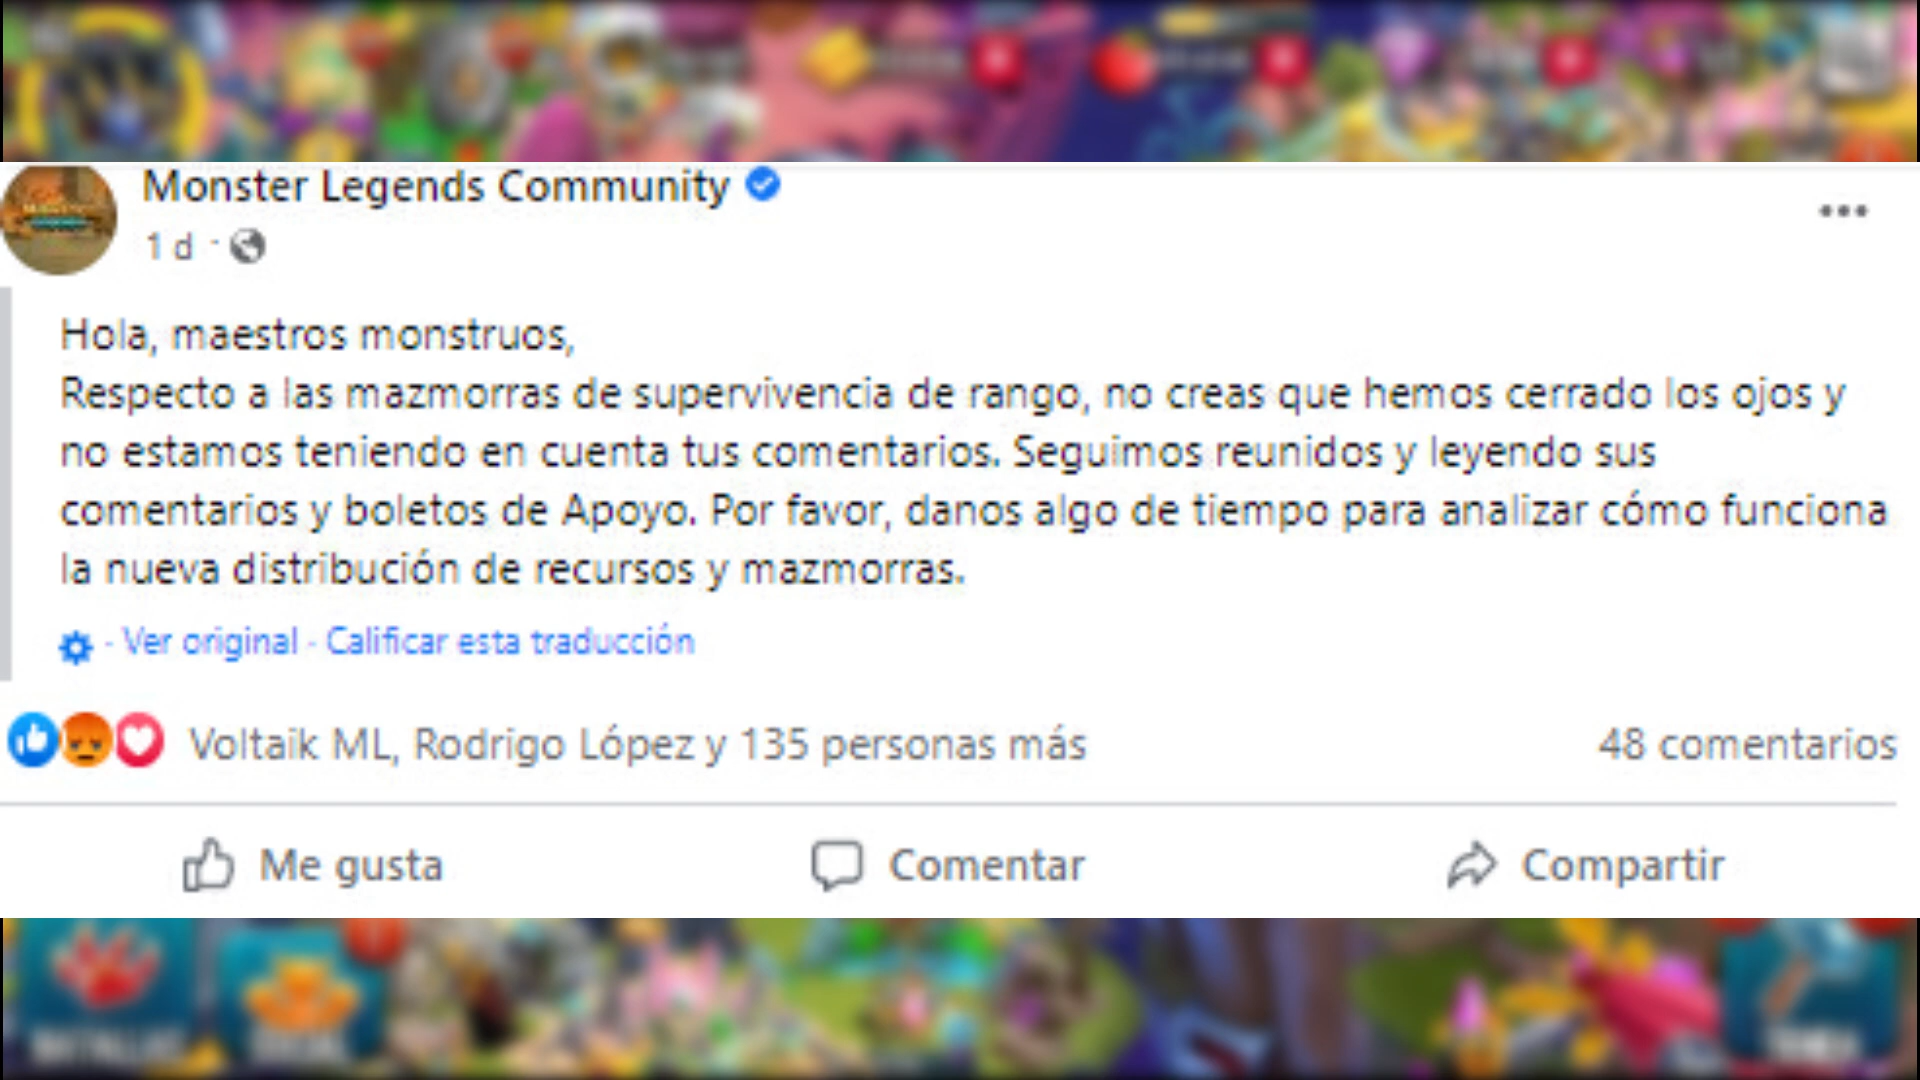 Monster Legends Community
1 d ·
Hola, maestros monstruos,
Respecto a las mazmorras de supervivencia de rango, no creas que hemos cerrado los ojos y
no estamos teniendo en cuenta tus comentarios. Seguimos reunidos y leyendo sus
comentarios y boletos de Apoyo. Por favor, danos algo de tiempo para analizar cómo funciona
la nueva distribución de recursos y mazmorras.
· Ver original · Calificar esta traducción
Voltaik ML, Rodrigo López y 135 personas más
48 comentarios
Me gusta
Comentar
Compartir